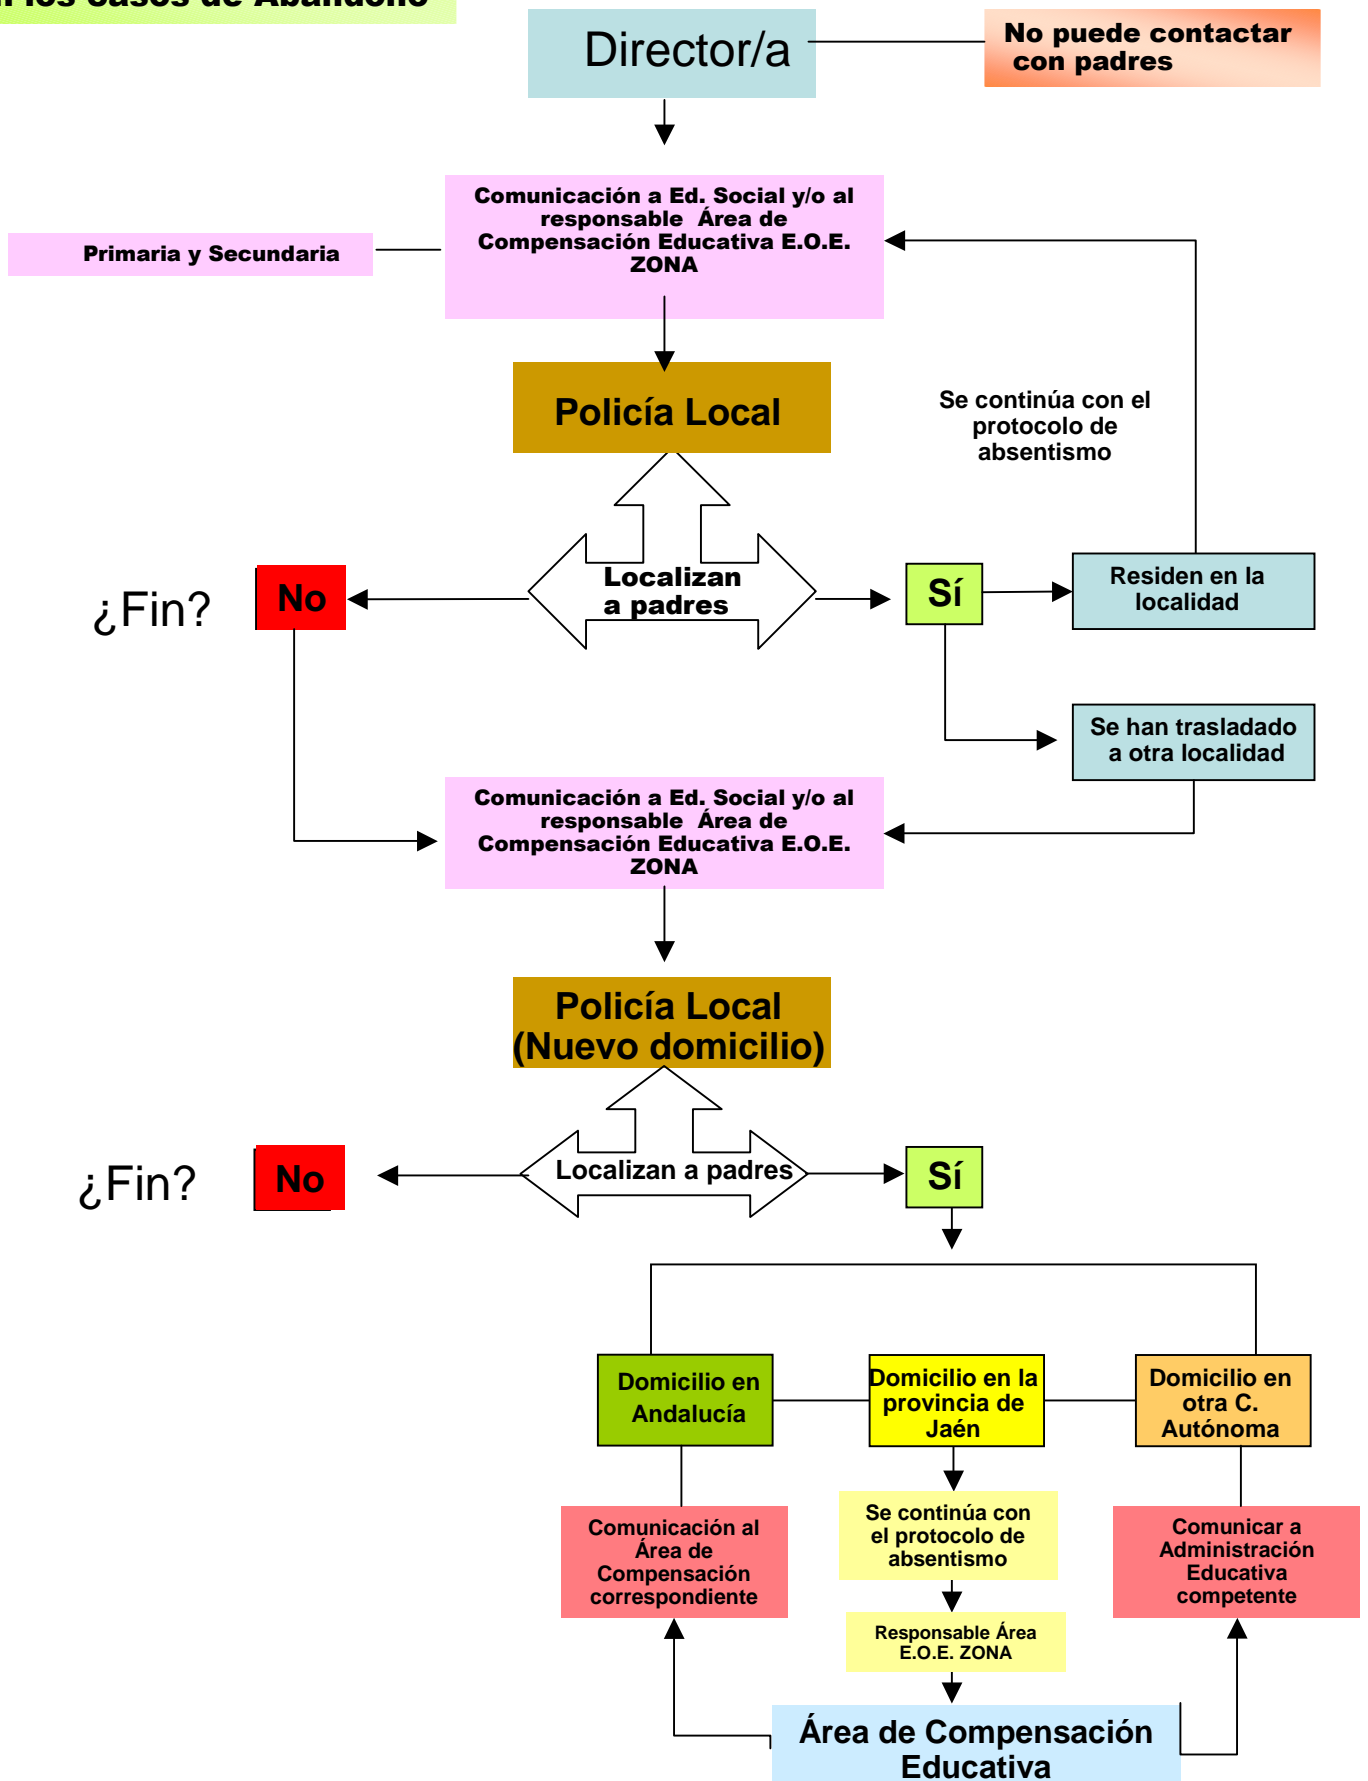 los casos de Abandono
Director/a
No puede contactar
con padres
Comunicación a Ed. Social y/o al
responsable Área de
Compensación Educativa E.O.E.
ZONA
Primaria y Secundaria
Policía Local
Se continúa con el
protocolo de
absentismo
Localizan
a padres
¿Fin?
No
Sí
Residen en la
localidad
Se han trasladado
a otra localidad
Comunicación a Ed. Social y/o al
responsable Área de
Compensación Educativa E.O.E.
ZONA
Policía Local
(Nuevo domicilio)
¿Fin?
No
Localizan a padres
Sí
Domicilio en
Andalucía
Domicilio en la
provincia de
Jaén
Domicilio en
otra C.
Autónoma
Comunicación al
Área de
Compensación
correspondiente
Se continúa con
el protocolo de
absentismo
Comunicar a
Administración
Educativa
competente
Responsable Área
E.O.E. ZONA
Área de Compensación
Educativa